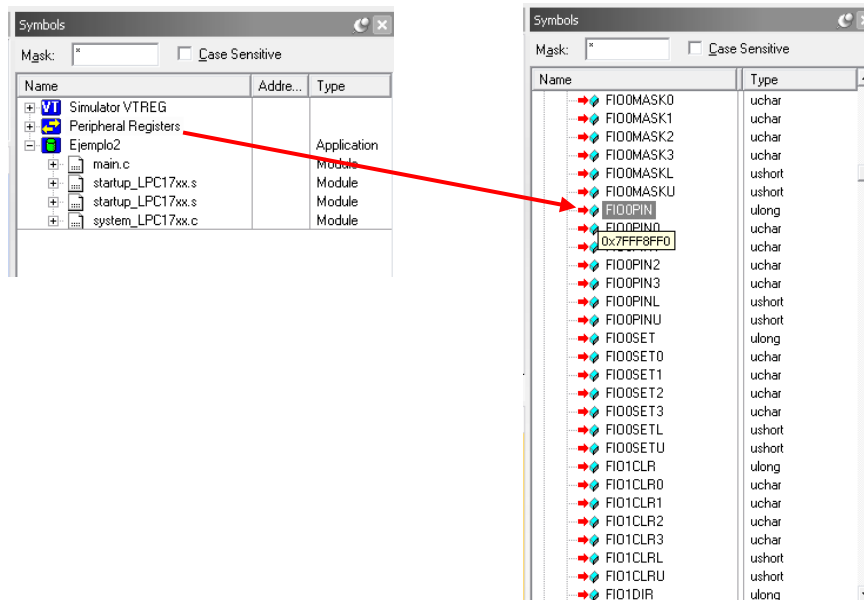 Symbols
Mask: *
Case Sensitive
Name Addre... Type
VT Simulator VTREG
Peripheral Registers
Ejemplo2 Application
main.c Module
startup_LPC17xx.s Module
startup_LPC17xx.s Module
system_LPC17xx.c Module
Symbols
Mask: *
Case Sensitive
Name Type
FIO0MASK0 uchar
FIO0MASK1 uchar
FIO0MASK2 uchar
FIO0MASK3 uchar
FIO0MASKL ushort
FIO0MASKU ushort
FIO0PIN ulong
FIO0PIN0 uchar
0x7FFF8FF0
uchar
FIO0PIN2 uchar
FIO0PIN3 uchar
FIO0PINL ushort
FIO0PINU ushort
FIO0SET ulong
FIO0SET0 uchar
FIO0SET1 uchar
FIO0SET2 uchar
FIO0SET3 uchar
FIO0SETL ushort
FIO0SETU ushort
FIO1CLR ulong
FIO1CLR0 uchar
FIO1CLR1 uchar
FIO1CLR2 uchar
FIO1CLR3 uchar
FIO1CLRL ushort
FIO1CLRU ushort
FIO1DIR ulong